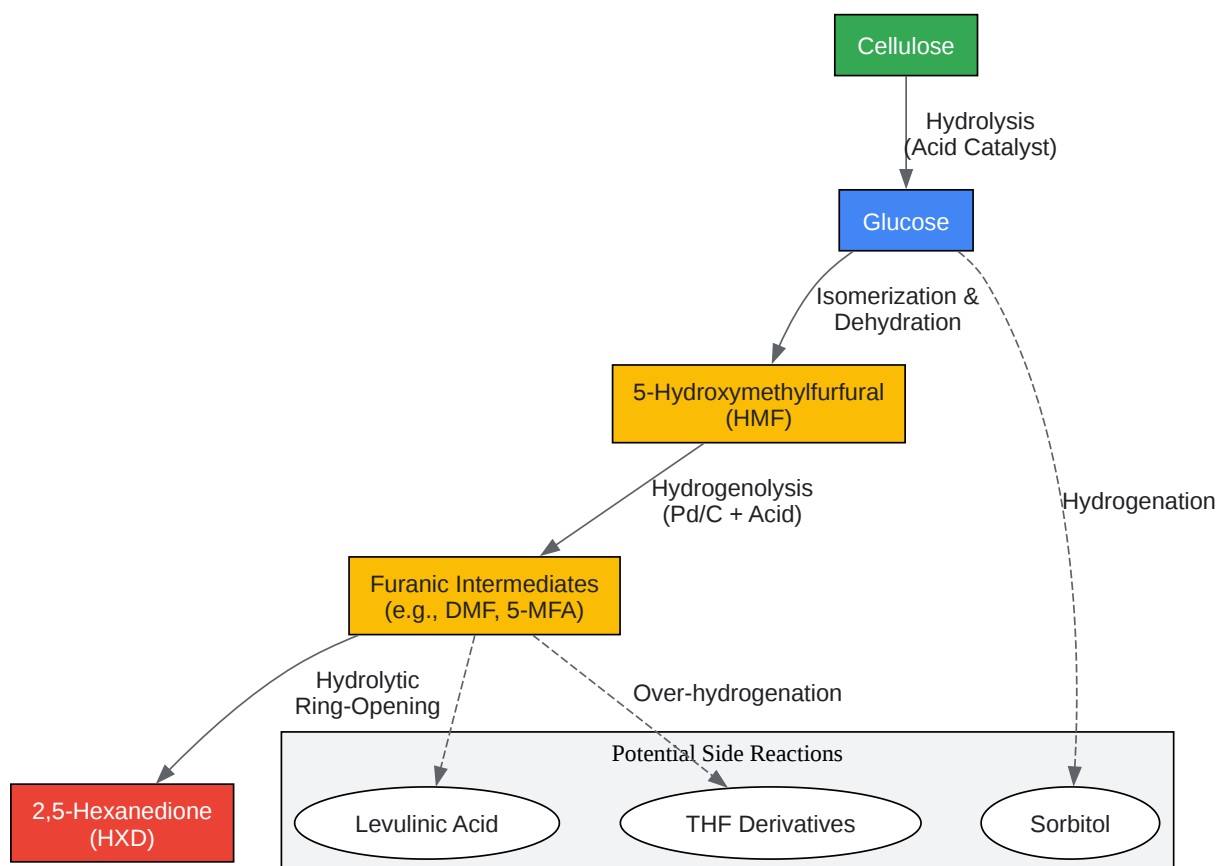 Cellulose
Hydrolysis
(Acid Catalyst)
Glucose
Isomerization &
Dehydration
5-Hydroxymethylfurfural
(HMF)
Hydrogenolysis
(Pd/C + Acid)
Hydrogenation
Furanic Intermediates
(e.g., DMF, 5-MFA)
Hydrolytic
Ring-Opening
Over-hydrogenation
Potential Side Reactions
2,5-Hexanedione
(HXD)
Levulinic Acid
THF Derivatives
Sorbitol